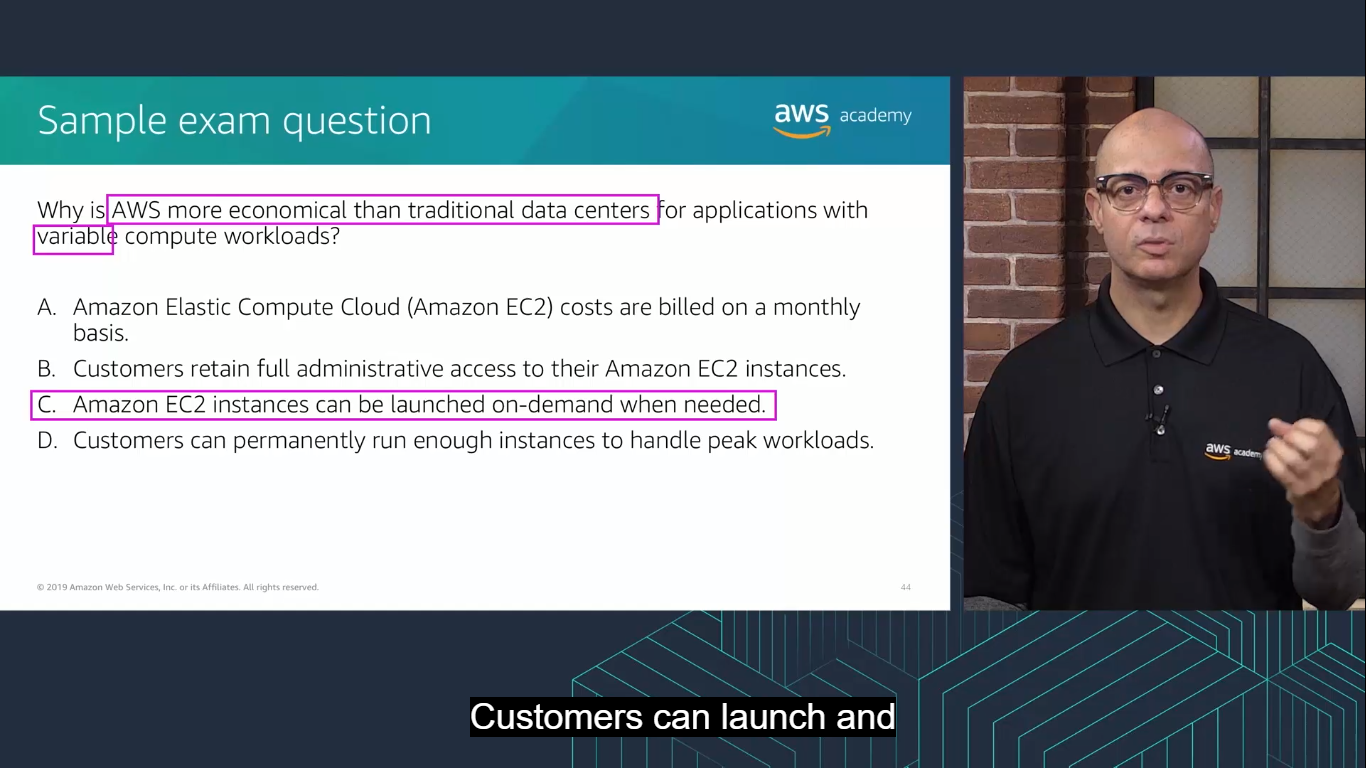 Sample exam question
aws academy
Why is AWS more economical than traditional data centers for applications with
variable compute workloads?
A. Amazon Elastic Compute Cloud (Amazon EC2) costs are billed on a monthly
basis.
B. Customers retain full administrative access to their Amazon EC2 instances.
C. Amazon EC2 instances can be launched on-demand when needed.
D. Customers can permanently run enough instances to handle peak workloads.
aws academy
© 2019 Amazon Web Services, Inc. or its Affiliates. All rights reserved.
44
Customers can launch and